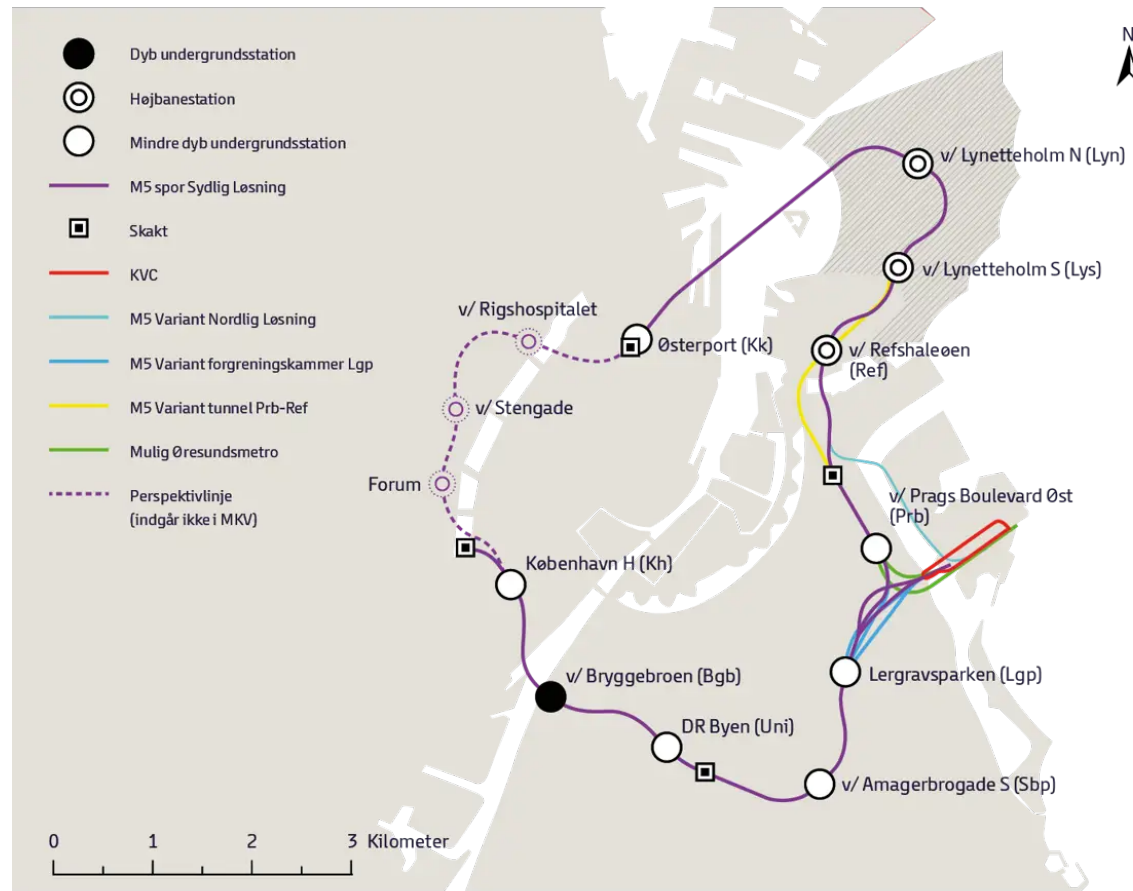 Dyb undergrundsstation
Højbanestation
Mindre dyb undergrundsstation
M5 spor Sydlig Løsning
Skakt
KVC
M5 Variant Nordlig Løsning
M5 Variant forgreningskammer Lgp
M5 Variant tunnel Prb-Ref
Mulig Øresundsmetro
Perspektivlinje
(indgår ikke i MKV)
N
v/ Lynetteholm N (Lyn)
v/ Lynetteholm S (Lys)
v/ Rigshospitalet
Østerport (Kk)
v/ Refshaleøen
(Ref)
v/ Stengade
Forum
v/ Prags Boulevard Øst
(Prb)
København H (Kh)
v/ Bryggebroen (Bgb)
Lergravsparken (Lgp)
DR Byen (Uni)
v/ Amagerbrogade S (Sbp)
0 1 2 3 Kilometer